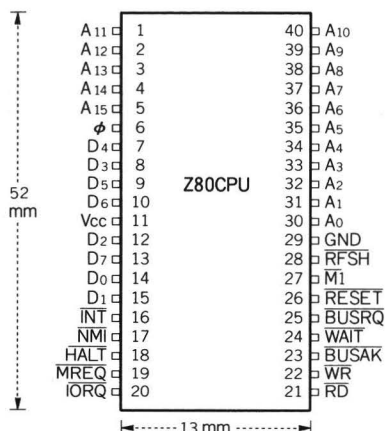 A11 1 40 A10
A12 2 39 A9
A13 3 38 A8
A14 4 37 A7
A15 5 36 A6
ϕ 6 35 A5
D4 7 34 A4
D3 8 33 A3
D5 9 Z80CPU 32 A2
D6 10 31 A1
Vcc 11 30 A0
D2 12 29 GND
D7 13 28 RFSH
D0 14 27 M1
D1 15 26 RESET
INT 16 25 BUSRQ
NMI 17 24 WAIT
HALT 18 23 BUSAK
MREQ 19 22 WR
IORQ 20 21 RD
52
mm
13 mm